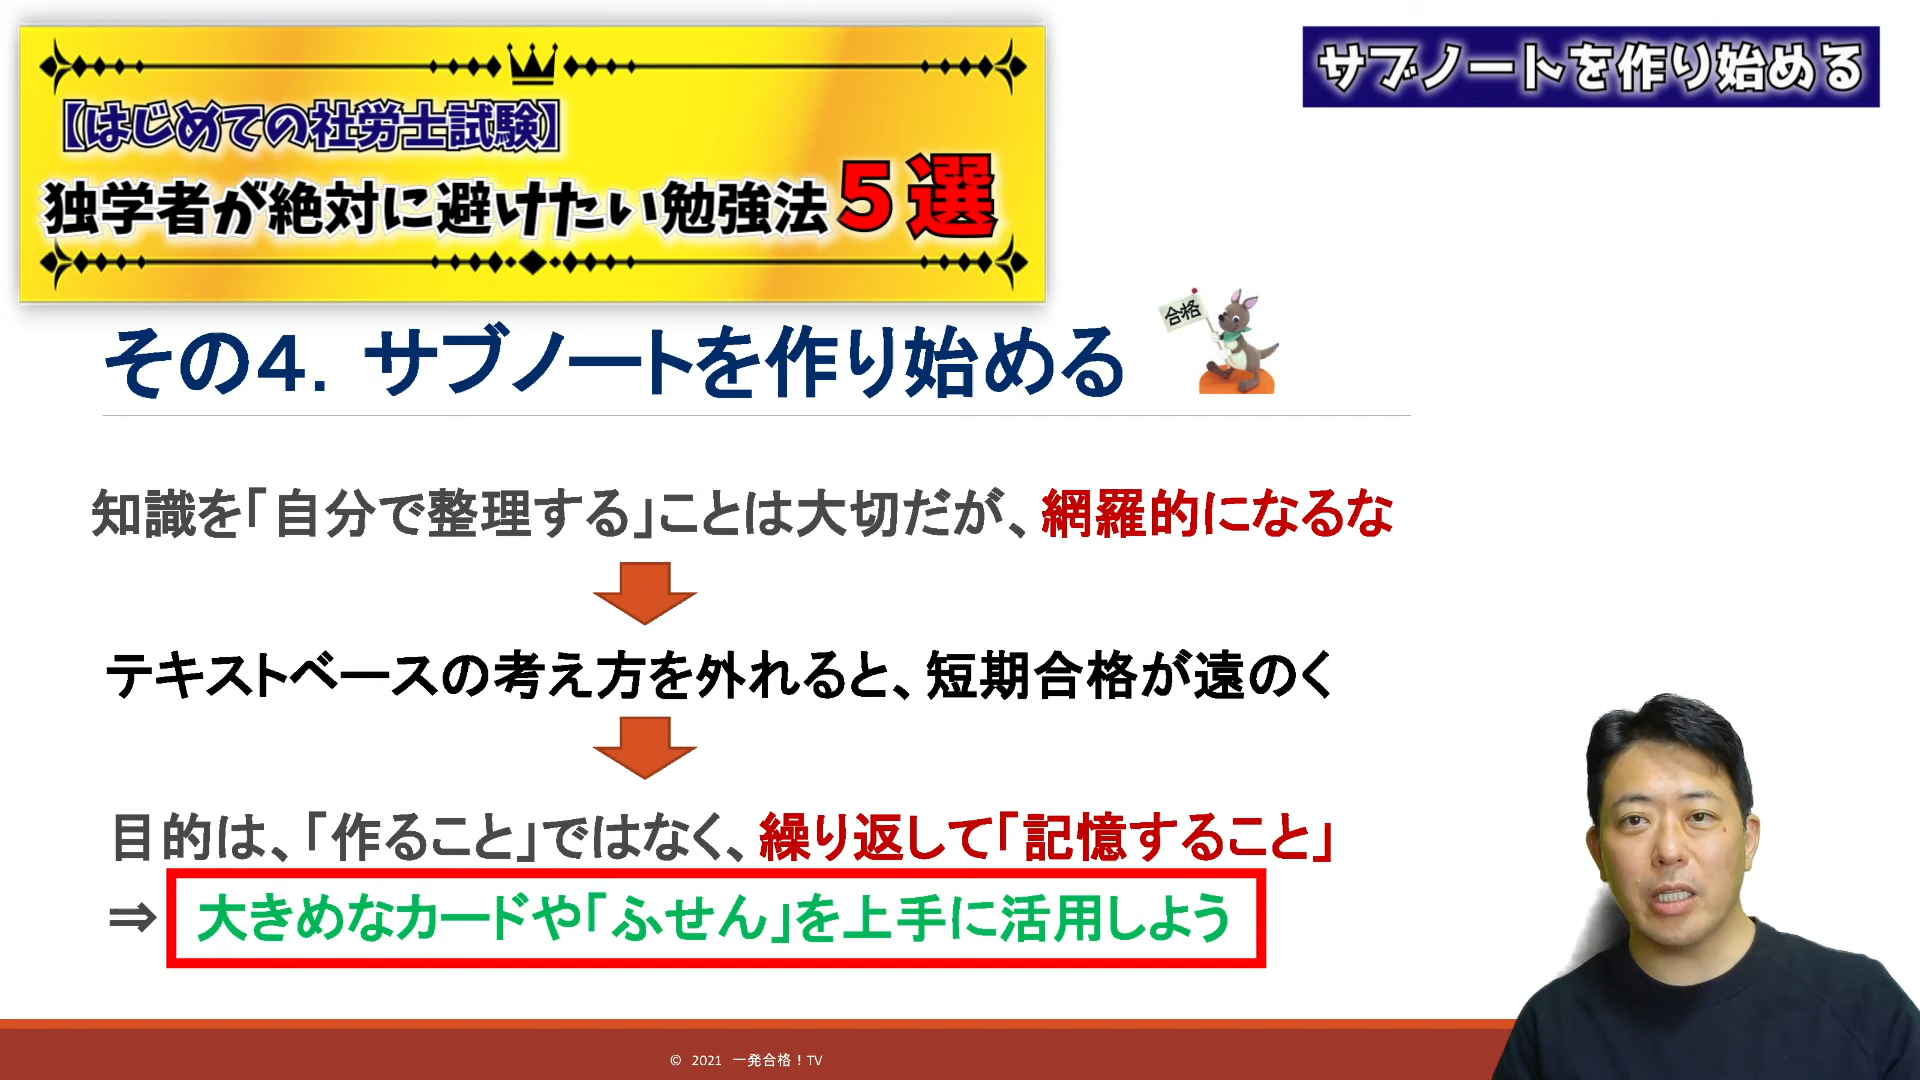 【はじめての社労士試験】
独学者が絶対に避けたい勉強法5選
サブノートを作り始める
合格
その４．サブノートを作り始める
知識を「自分で整理する」ことは大切だが、網羅的になるな
テキストベースの考え方を外れると、短期合格が遠のく
目的は、「作ること」ではなく、繰り返して「記憶すること」
⇒ 大きめなカードや「ふせん」を上手に活用しよう
© 2021 一発合格！TV